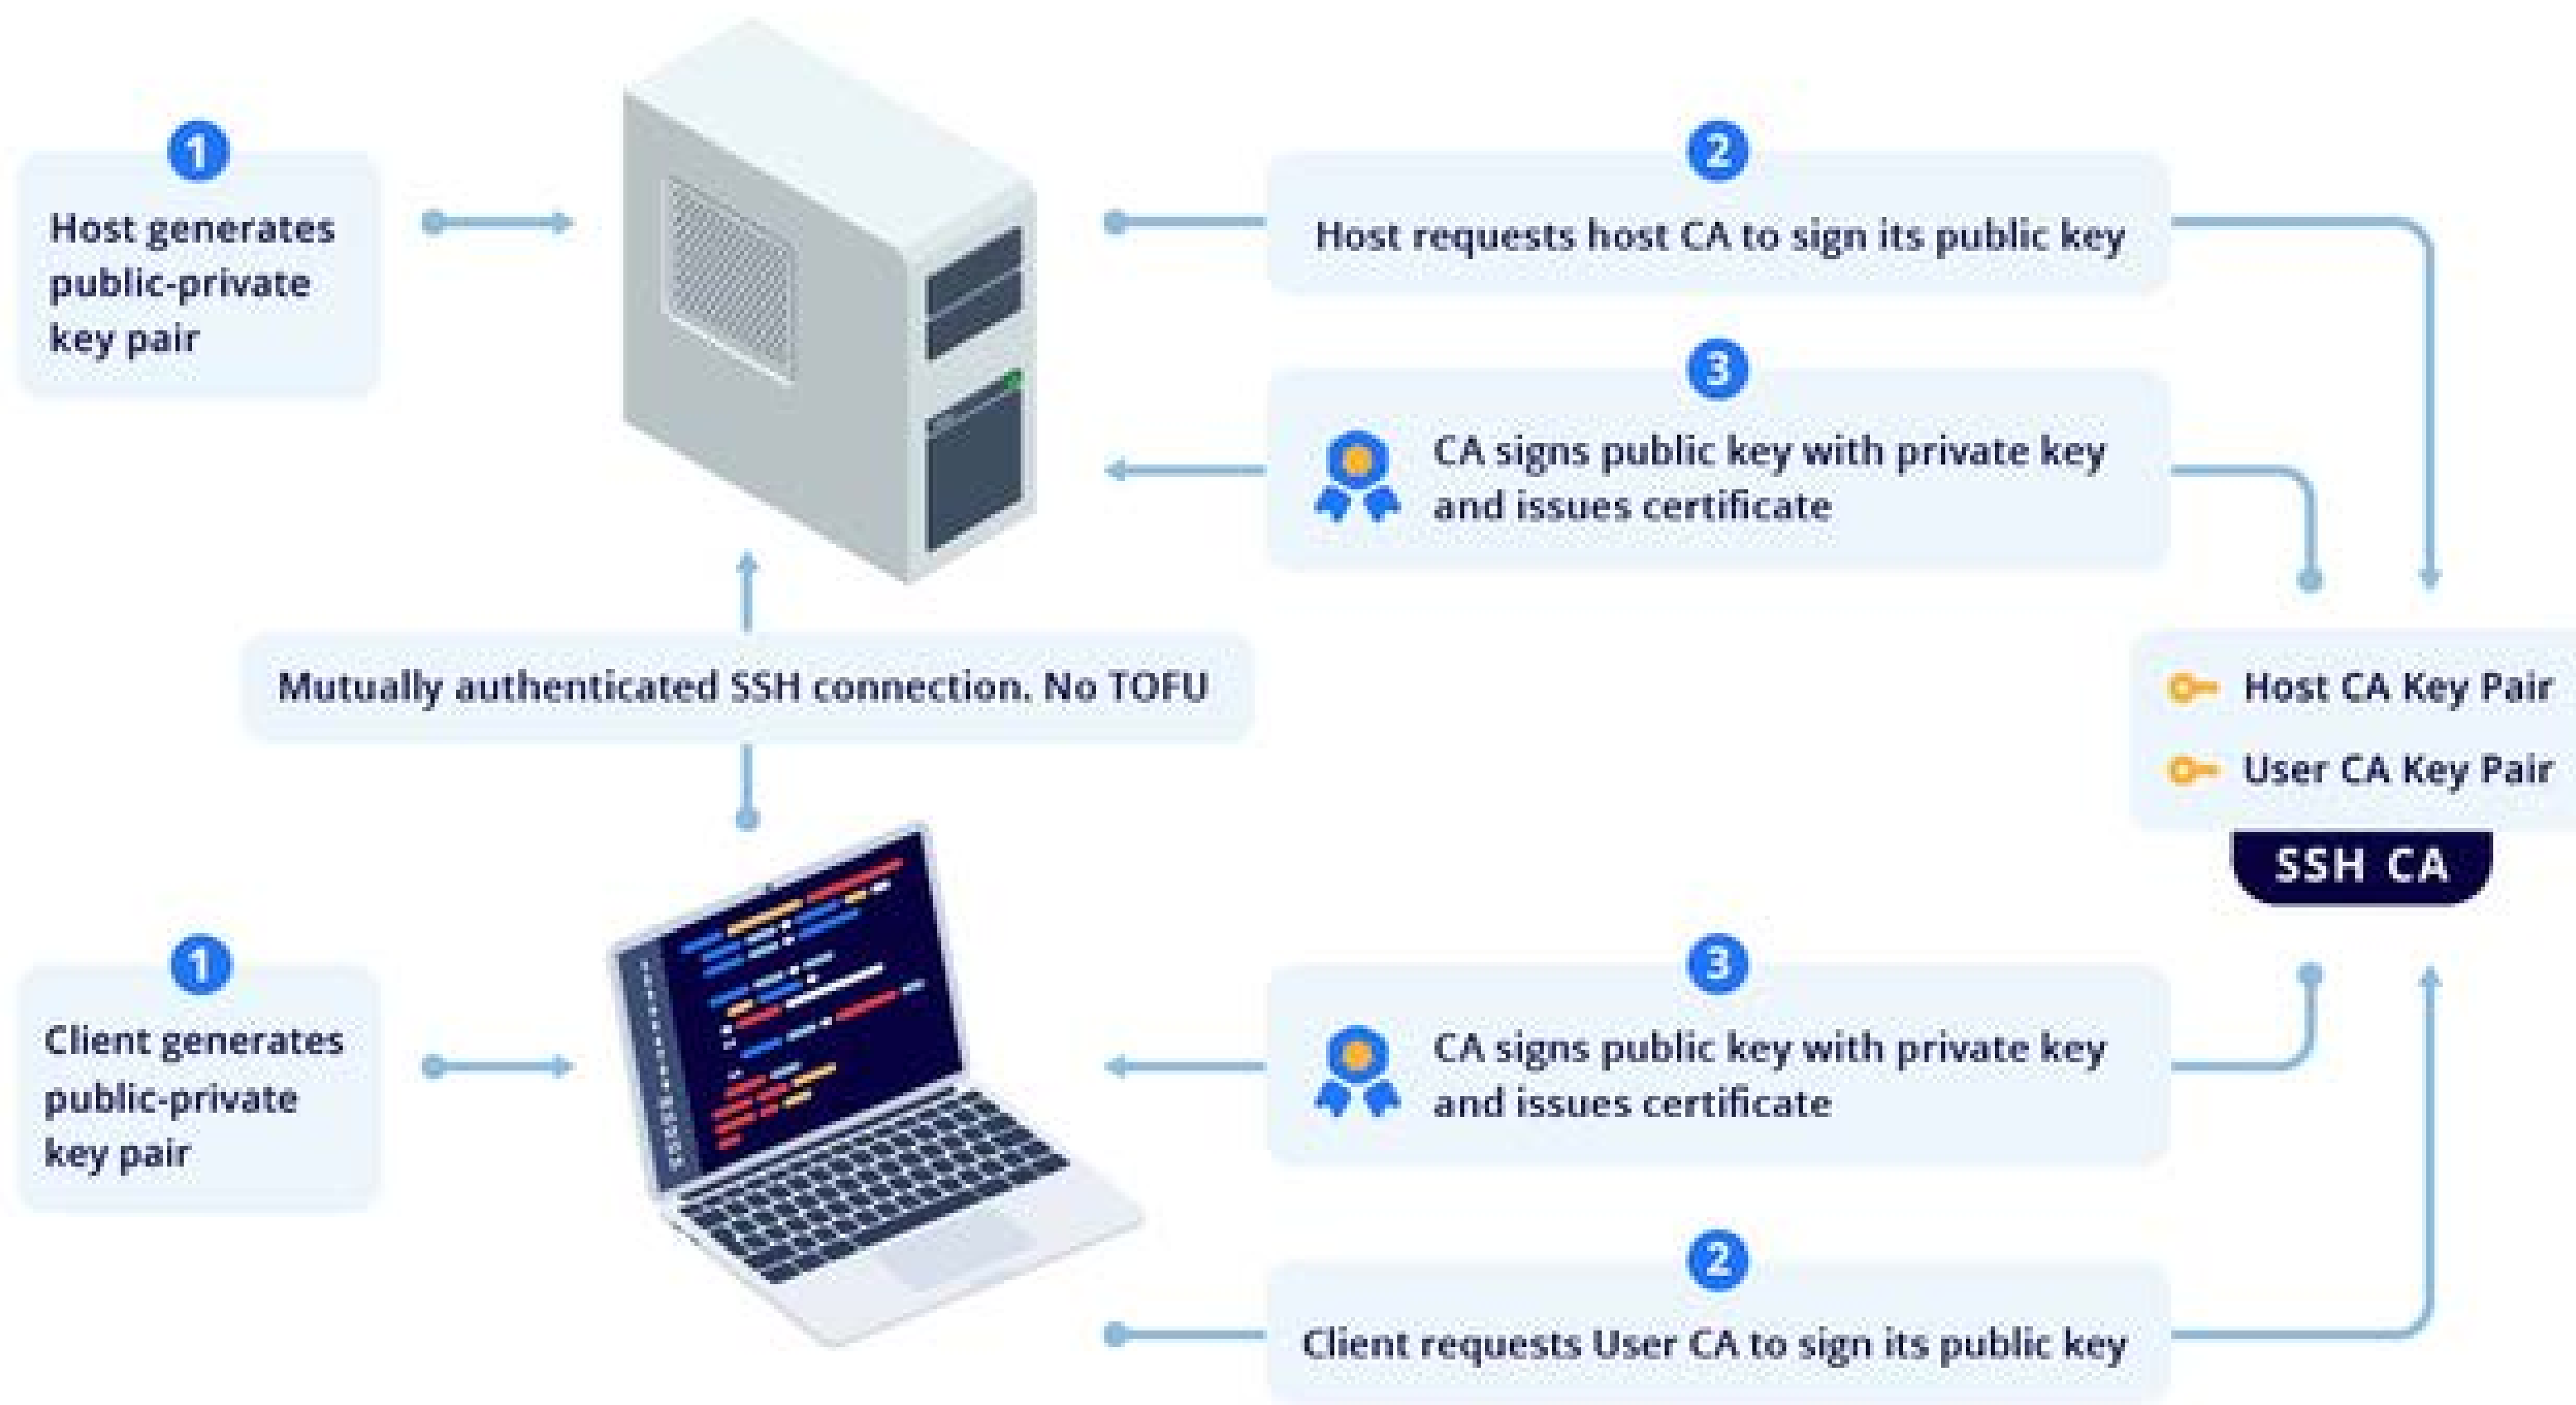 1
Host generates
public-private
key pair
2
Host requests host CA to sign its public key
3
CA signs public key with private key
and issues certificate
Mutually authenticated SSH connection. No TOFU
Host CA Key Pair
User CA Key Pair
SSH CA
1
Client generates
public-private
key pair
3
CA signs public key with private key
and issues certificate
2
Client requests User CA to sign its public key